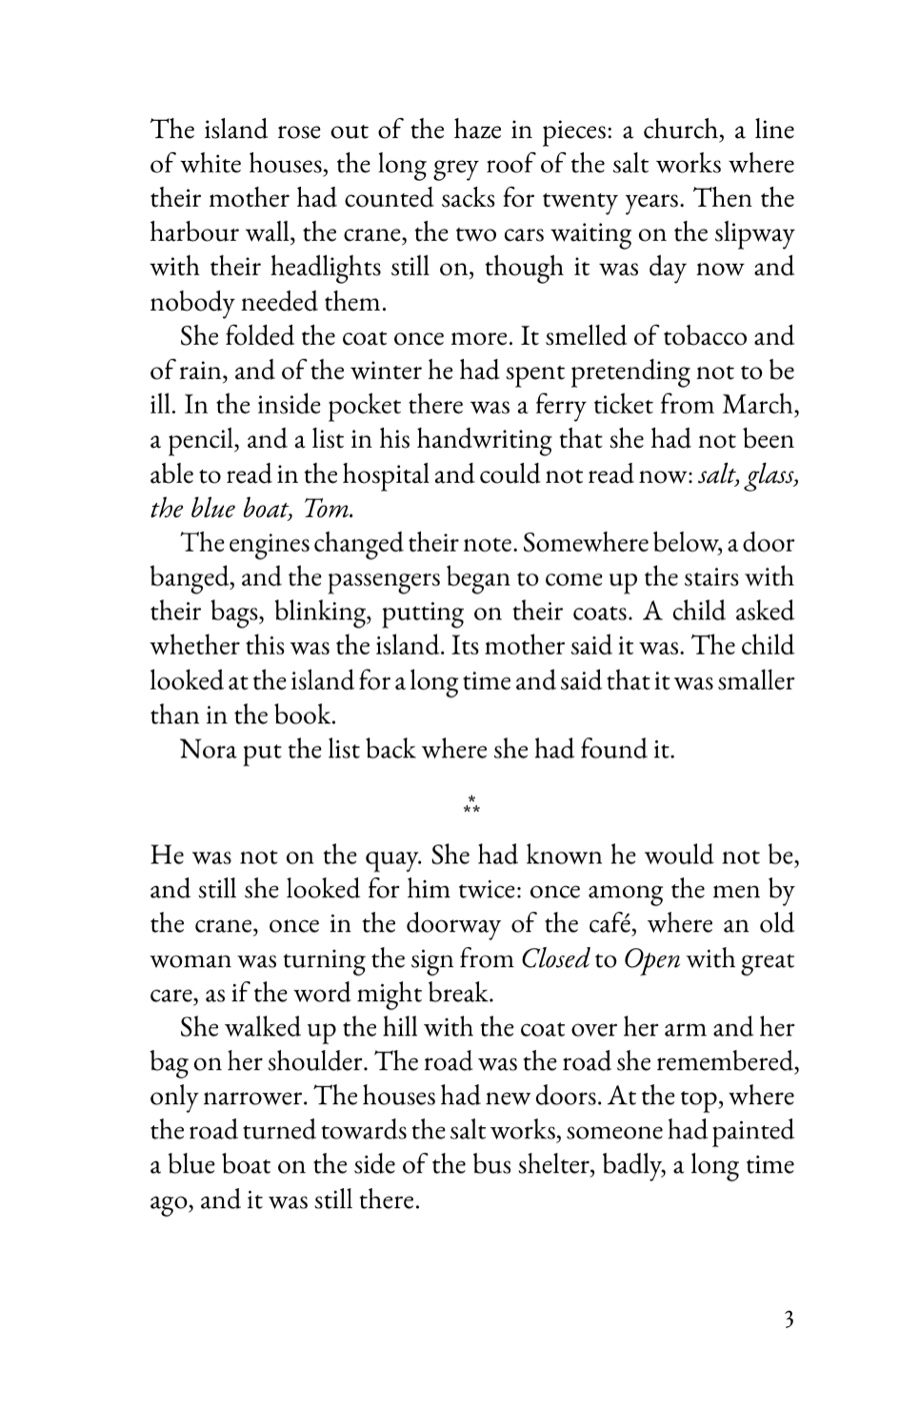 The island rose out of the haze in pieces: a church, a line
of white houses, the long grey roof of the salt works where
their mother had counted sacks for twenty years. Then the
harbour wall, the crane, the two cars waiting on the slipway
with their headlights still on, though it was day now and
nobody needed them.
She folded the coat once more. It smelled of tobacco and
of rain, and of the winter he had spent pretending not to be
ill. In the inside pocket there was a ferry ticket from March,
a pencil, and a list in his handwriting that she had not been
able to read in the hospital and could not read now: salt, glass,
the blue boat, Tom.
The engines changed their note. Somewhere below, a door
banged, and the passengers began to come up the stairs with
their bags, blinking, putting on their coats. A child asked
whether this was the island. Its mother said it was. The child
looked at the island for a long time and said that it was smaller
than in the book.
Nora put the list back where she had found it.
⁂
He was not on the quay. She had known he would not be,
and still she looked for him twice: once among the men by
the crane, once in the doorway of the café, where an old
woman was turning the sign from Closed to Open with great
care, as if the word might break.
She walked up the hill with the coat over her arm and her
bag on her shoulder. The road was the road she remembered,
only narrower. The houses had new doors. At the top, where
the road turned towards the salt works, someone had painted
a blue boat on the side of the bus shelter, badly, a long time
ago, and it was still there.
3